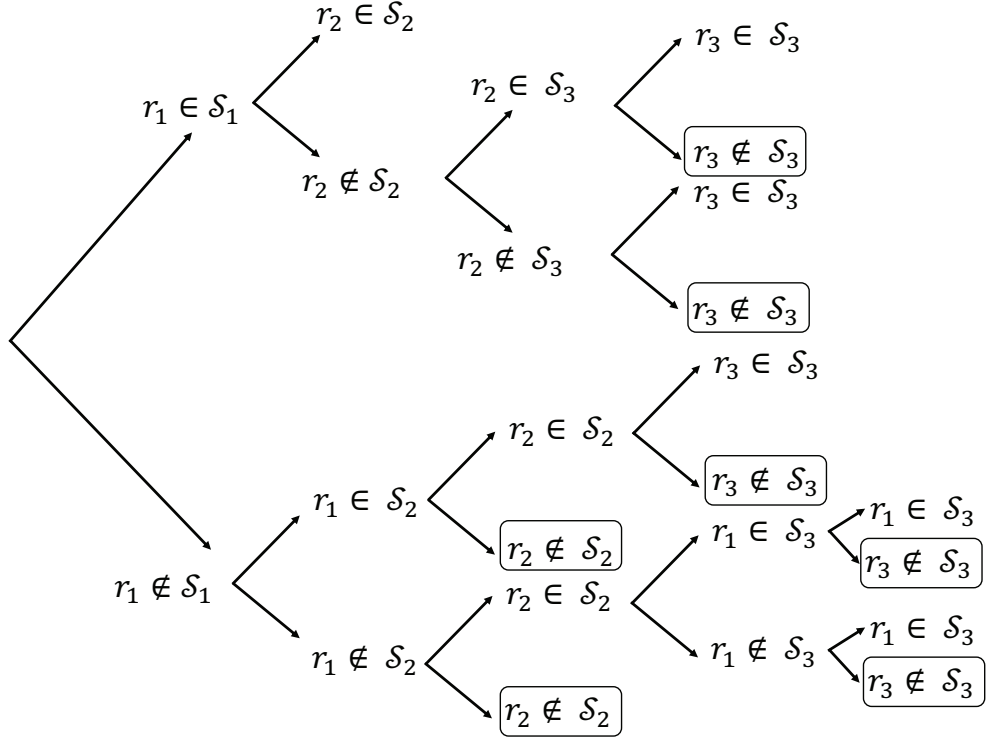 r₂ ∈ 𝒮₂
r₃ ∈ 𝒮₃
r₂ ∈ 𝒮₃
r₁ ∈ 𝒮₁
r₃ ∉ 𝒮₃
r₂ ∉ 𝒮₂
r₃ ∈ 𝒮₃
r₂ ∉ 𝒮₃
r₃ ∉ 𝒮₃
r₃ ∈ 𝒮₃
r₂ ∈ 𝒮₂
r₃ ∉ 𝒮₃
r₁ ∈ 𝒮₂
r₁ ∈ 𝒮₃
r₁ ∈ 𝒮₃
r₂ ∉ 𝒮₂
r₃ ∉ 𝒮₃
r₁ ∉ 𝒮₁
r₂ ∈ 𝒮₂
r₁ ∈ 𝒮₃
r₁ ∉ 𝒮₂
r₁ ∉ 𝒮₃
r₃ ∉ 𝒮₃
r₂ ∉ 𝒮₂